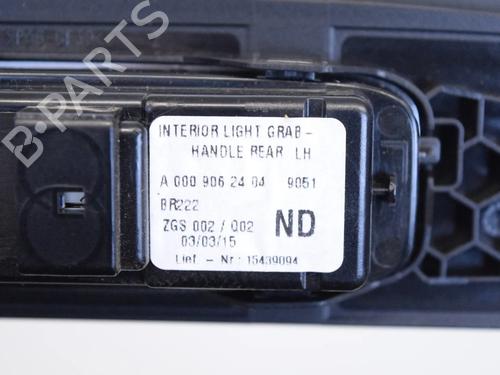 INTERIOR LIGHT GRAB-
HANDLE REAR LH
A 000 906 24 04 9051
BR222
ZGS 002 / 002
ND
03/03/15
Lief. - Nr.: 15439094
B-PARTS